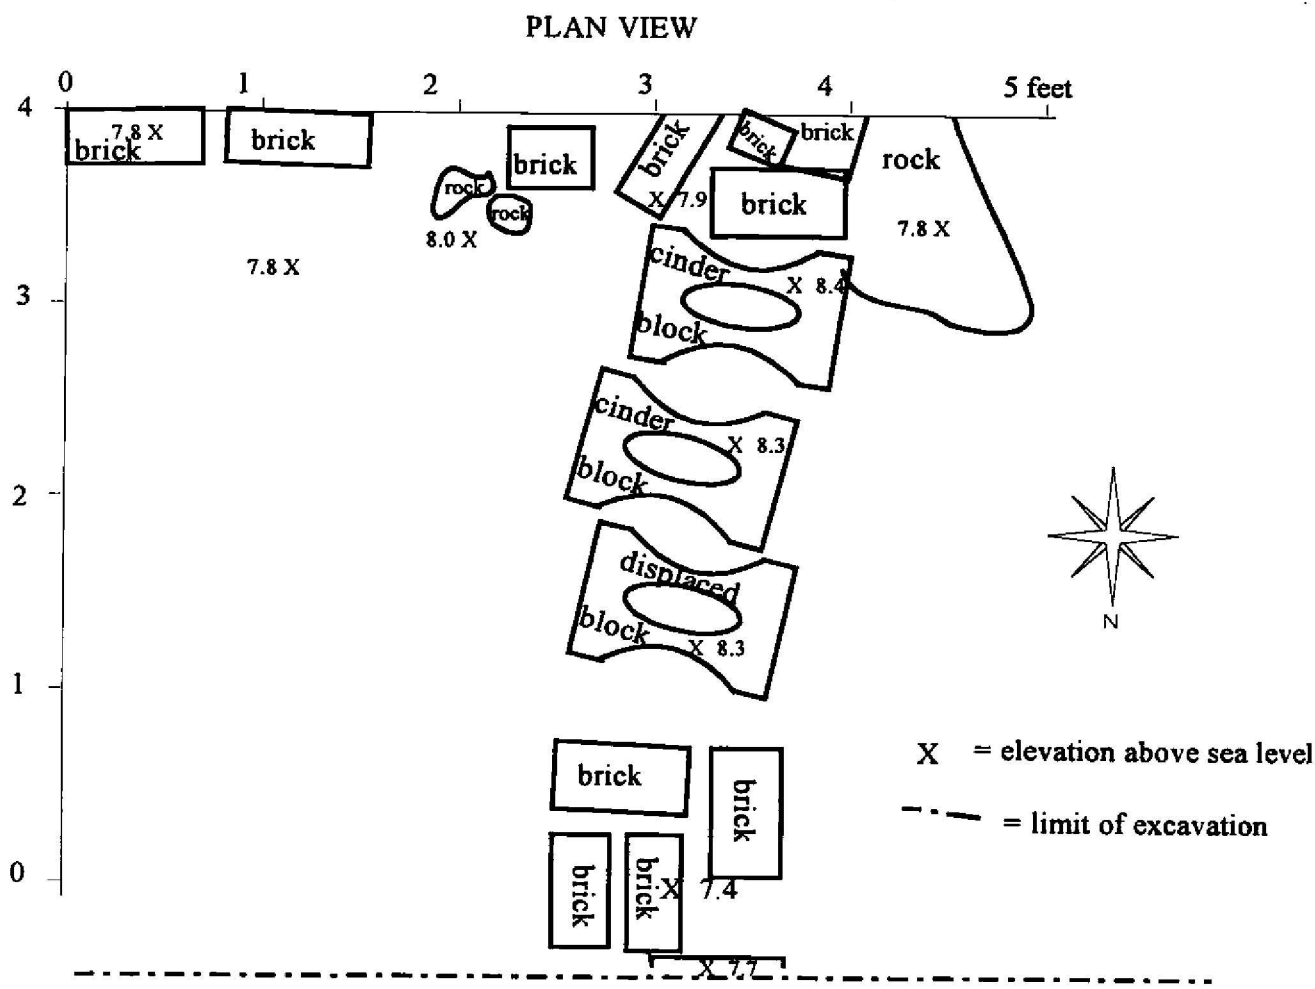 PLAN VIEW
0 1 2 3 4 5 feet
4
7.8 X
brick
brick
brick
brick
brick
brick
rock
rock
rock
X 7.9
brick
7.8 X
8.0 X
7.8 X
cinder
X 8.4
block
3
cinder
X 8.3
block
2
displaced
block
X 8.3
1
N
brick
brick
X = elevation above sea level
= limit of excavation
0
brick
brick
X 7.4
X 7.7